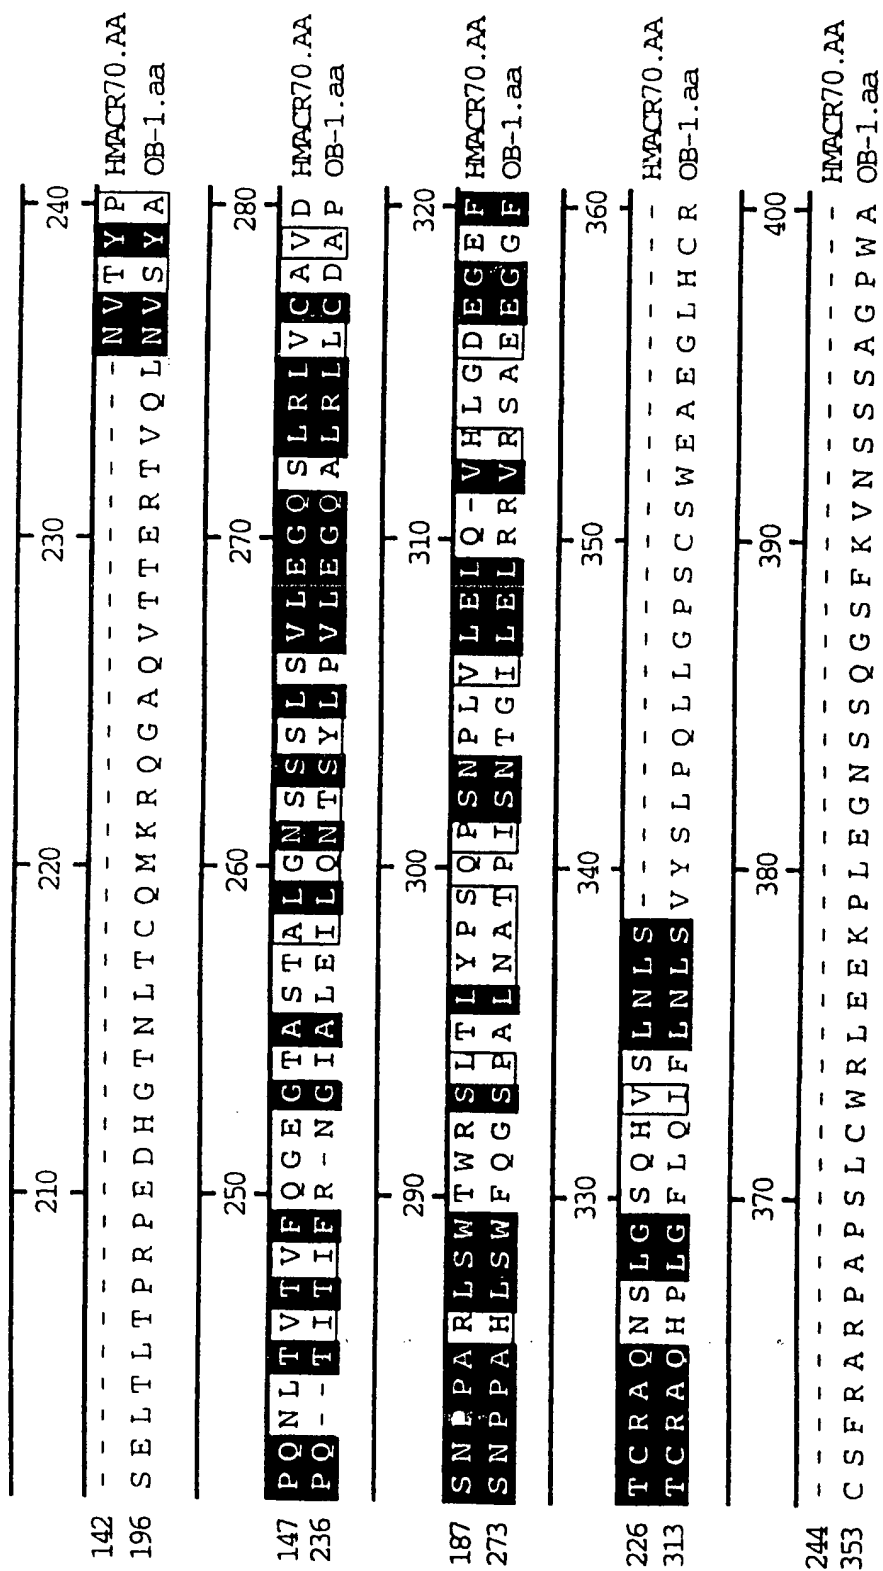 210 220 230 240
142 - - - - - - - - - - - - - - - - - - - - - - - - - - - - - - - - - - - N V T Y P HMACR70.AA
196 S E L T L T P R P E D H G T N L T C Q M K R Q G A Q V T T E R T V Q L N V S Y A OB-1.aa
250 260 270 280
147 P Q N L T V T V F Q G E G T A S T A L G N S S S L S V L E G Q S L R L V C A V D HMACR70.AA
236 P Q - - T I T I F R - N G I A L E I L Q N T S Y L P V L E G Q A L R L L C D A P OB-1.aa
290 300 310 320
187 S N P P A R L S W T W R S L T L Y P S Q P S N P L V L E L Q - V H L G D E G E F HMACR70.AA
273 S N P P A H L S W F Q G S P A L N A T P I S N T G I L E L R R V R S A E E G G F OB-1.aa
330 340 350 360
226 T C R A Q N S L G S Q H V S L N L S - - - - - - - - - - - - - - - - - - - - - - HMACR70.AA
313 T C R A Q H P L G F L Q I F L N L S V Y S L P Q L L G P S C S W E A E G L H C R OB-1.aa
370 380 390 400
244 - - - - - - - - - - - - - - - - - - - - - - - - - - - - - - - - - - - - - - - - HMACR70.AA
353 C S F R A R P A P S L C W R L E E K P L E G N S S Q G S F K V N S S S A G P W A OB-1.aa